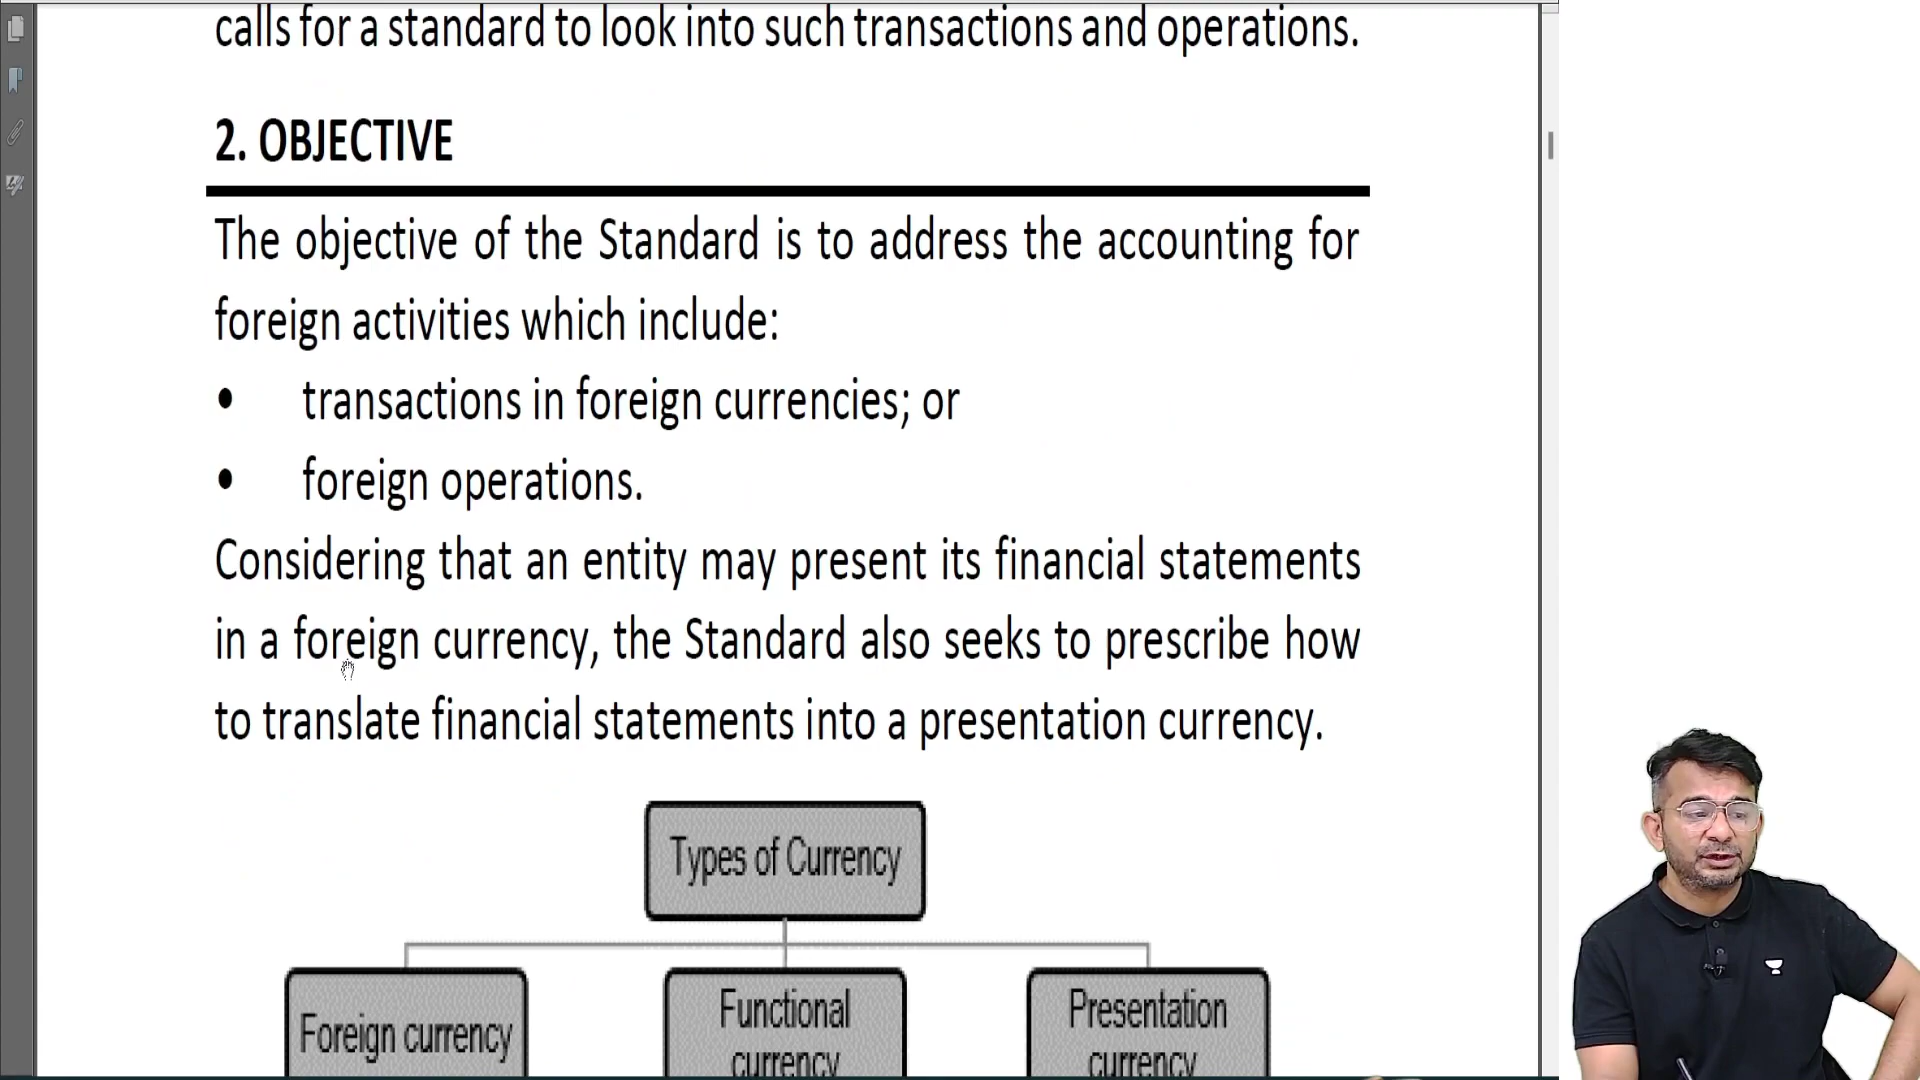 calls for a standard to look into such transactions and operations.
2. OBJECTIVE
The objective of the Standard is to address the accounting for
foreign activities which include:
• transactions in foreign currencies; or
• foreign operations.
Considering that an entity may present its financial statements
in a foreign currency, the Standard also seeks to prescribe how
to translate financial statements into a presentation currency.
Types of Currency
Foreign currency
Functional
currency
Presentation
currency